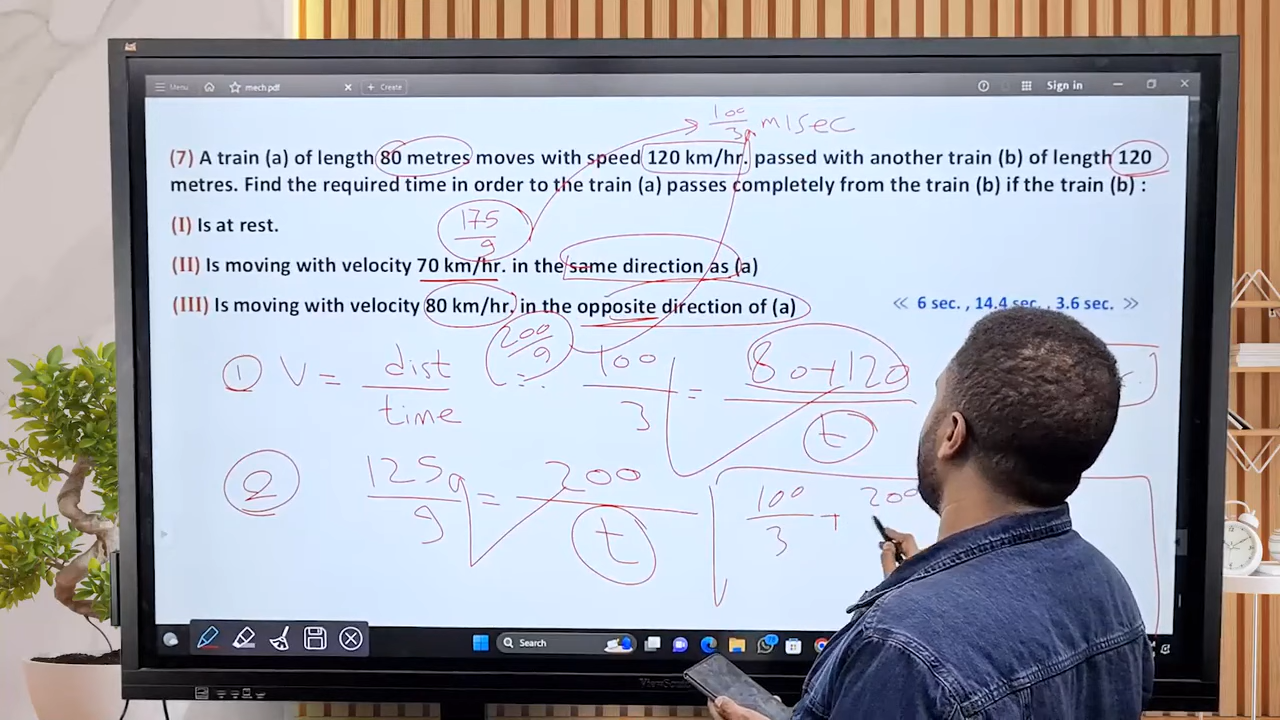 Menu mech.pdf Create Sign in
100/3 m/sec
(7) A train (a) of length 80 metres moves with speed 120 km/hr. passed with another train (b) of length 120
metres. Find the required time in order to the train (a) passes completely from the train (b) if the train (b) :
175/9
(I) Is at rest.
(II) Is moving with velocity 70 km/hr. in the same direction as (a)
(III) Is moving with velocity 80 km/hr. in the opposite direction of (a) << 6 sec. , 14.4 sec. , 3.6 sec. >>
200/9
1 V = dist/time = 100/3 = 80+120/t
2 125/9 = 200/t
100/3 + 200
Search
ViewSonic